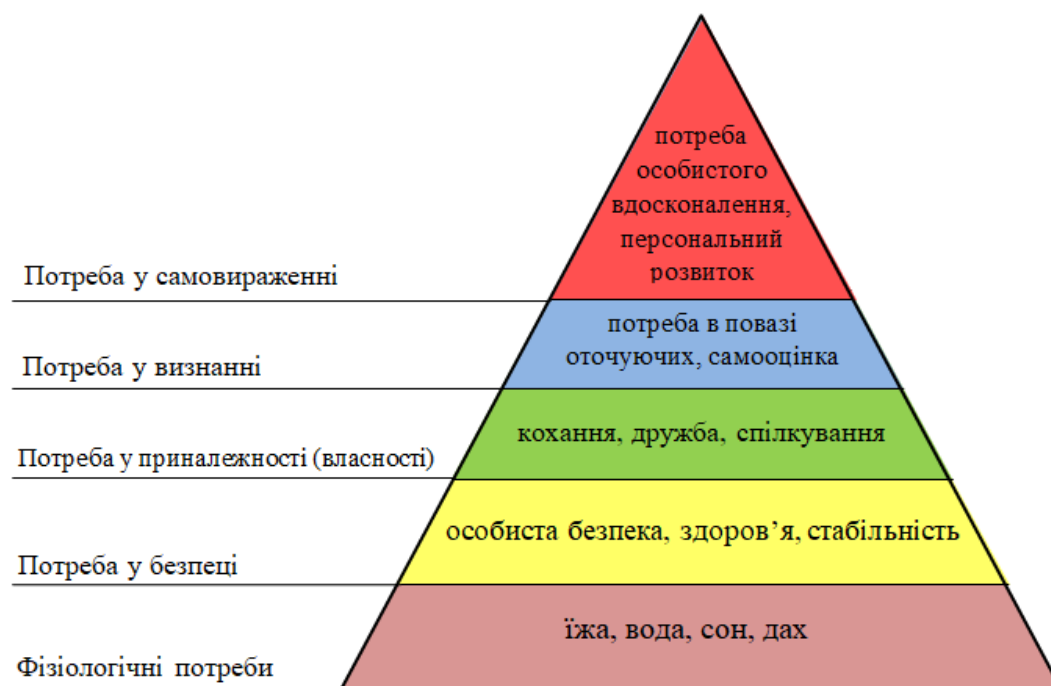 потреба
особистого
вдосконалення,
персональний
розвиток
Потреба у самовираженні
потреба в повазі
оточуючих, самооцінка
Потреба у визнанні
кохання, дружба, спілкування
Потреба у приналежності (власності)
особиста безпека, здоров’я, стабільність
Потреба у безпеці
їжа, вода, сон, дах
Фізіологічні потреби